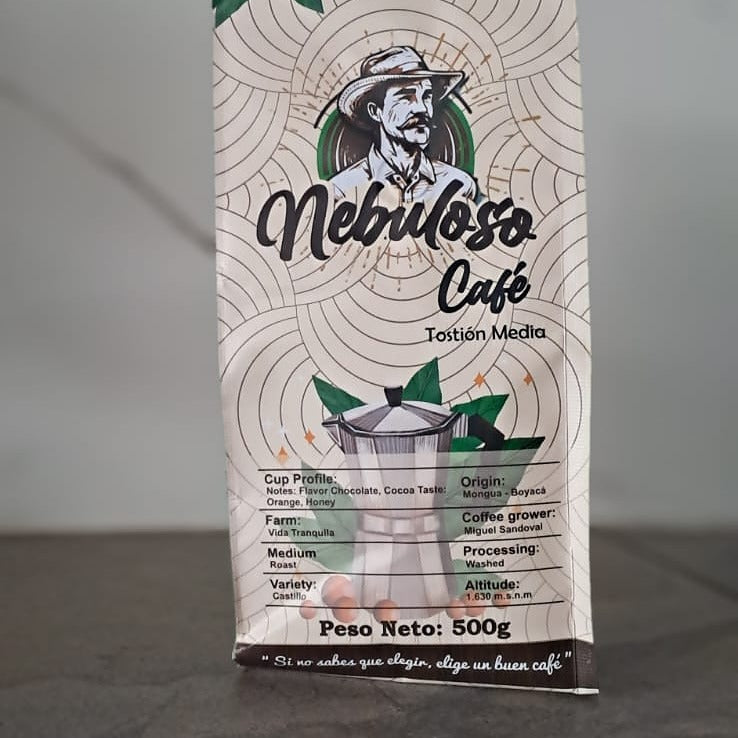 Nebuloso
Café
Tostión Media
Cup Profile:
Notes: Flavor Chocolate, Cocoa Taste:
Orange, Honey
Origin:
Mongua - Boyacá
Farm:
Vida Tranquila
Coffee grower:
Miguel Sandoval
Medium
Roast
Processing:
Washed
Variety:
Castillo
Altitude:
1.630 m.s.n.m
Peso Neto: 500g
" Si no sabes que elegir, elige un buen café"